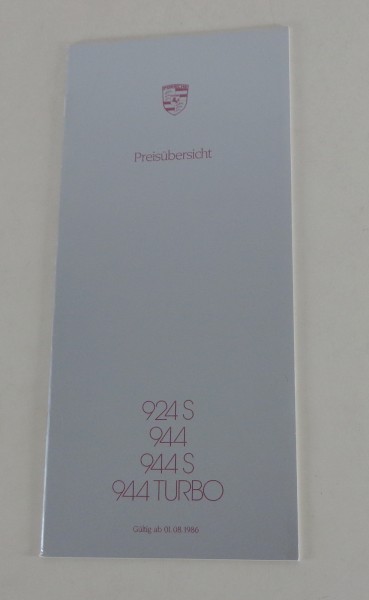 Preisübersicht
924 S
944
944 S
944 TURBO
Gültig ab 01.08.1986